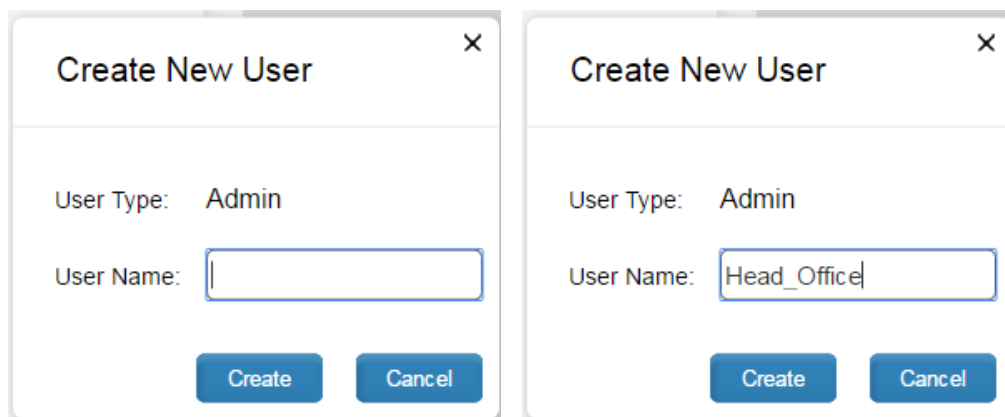 Create New User
User Type: Admin
User Name:
Create Cancel
Create New User
User Type: Admin
User Name: Head_Office
Create Cancel